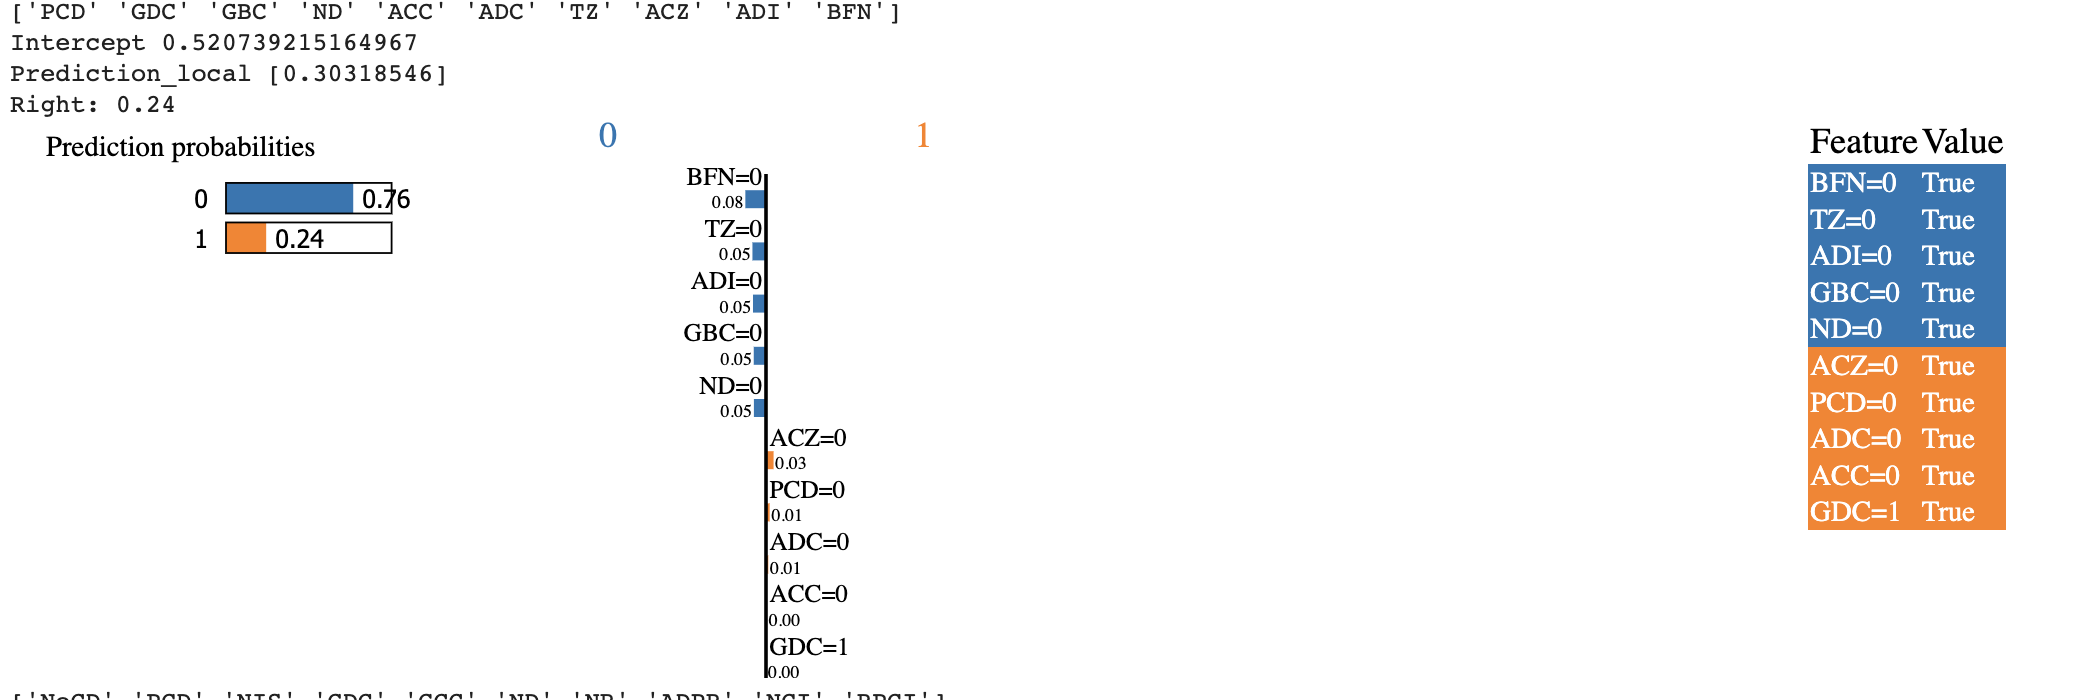 ['PCD' 'GDC' 'GBC' 'ND' 'ACC' 'ADC' 'TZ' 'ACZ' 'ADI' 'BFN']
Intercept 0.520739215164967
Prediction_local [0.30318546]
Right: 0.24
Prediction probabilities
0 0.76
1 0.24
0 1
BFN=0
0.08
TZ=0
0.05
ADI=0
0.05
GBC=0
0.05
ND=0
0.05
ACZ=0
0.03
PCD=0
0.01
ADC=0
0.01
ACC=0
0.00
GDC=1
0.00
Feature Value
BFN=0 True
TZ=0 True
ADI=0 True
GBC=0 True
ND=0 True
ACZ=0 True
PCD=0 True
ADC=0 True
ACC=0 True
GDC=1 True